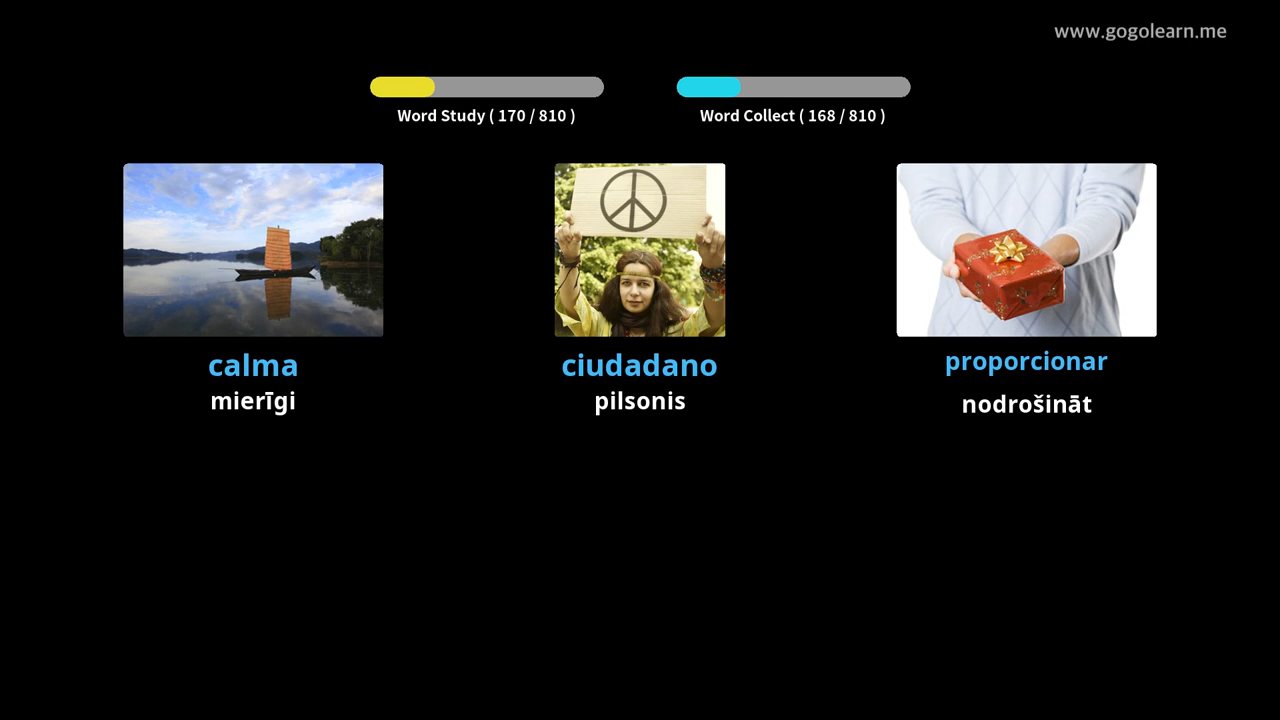 www.gogolearn.me
Word Study ( 170 / 810 )
Word Collect ( 168 / 810 )
calma
mierīgi
ciudadano
pilsonis
proporcionar
nodrošināt